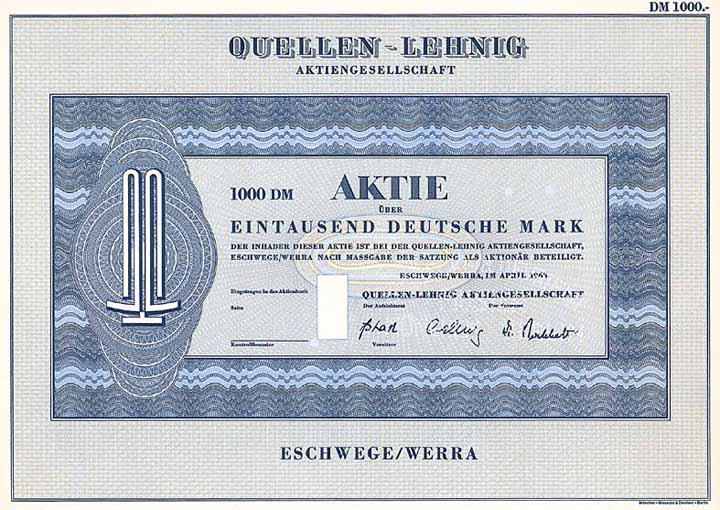 DM 1000.-
QUELLEN-LEHNIG
AKTIENGESELLSCHAFT
1000 DM AKTIE
ÜBER
EINTAUSEND DEUTSCHE MARK
DER INHABER DIESER AKTIE IST BEI DER QUELLEN-LEHNIG AKTIENGESELLSCHAFT,
ESCHWEGE/WERRA NACH MASSGABE DER SATZUNG ALS AKTIONÄR BETEILIGT.
ESCHWEGE/WERRA, IM APRIL
Eingetragen in das Aktienbuch
QUELLEN-LEHNIG AKTIENGESELLSCHAFT
Seite
Der Aufsichtsrat
Der Vorstand
Kontrollbeamter
Vorsitzer
ESCHWEGE/WERRA